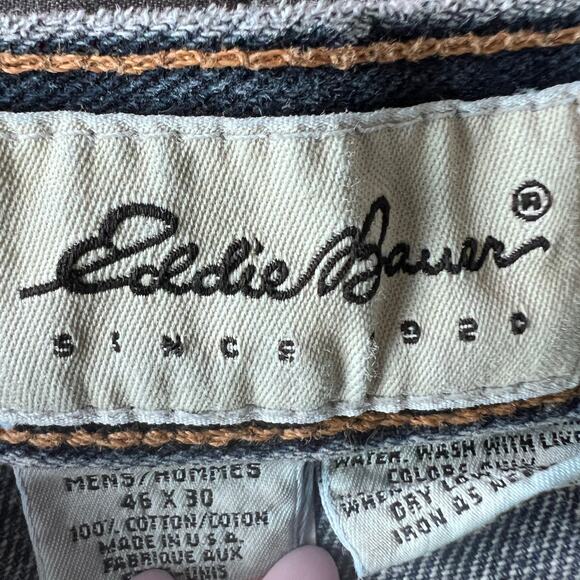 Eddie Bauer ®
SINCE 1920
MENS/HOMMES
46 X 30
100% COTTON/COTON
MADE IN U.S.A.
FABRIQUE AUX
WATER, WASH WITH LIKE
COLORS
WHEN
DRY
IRON AS